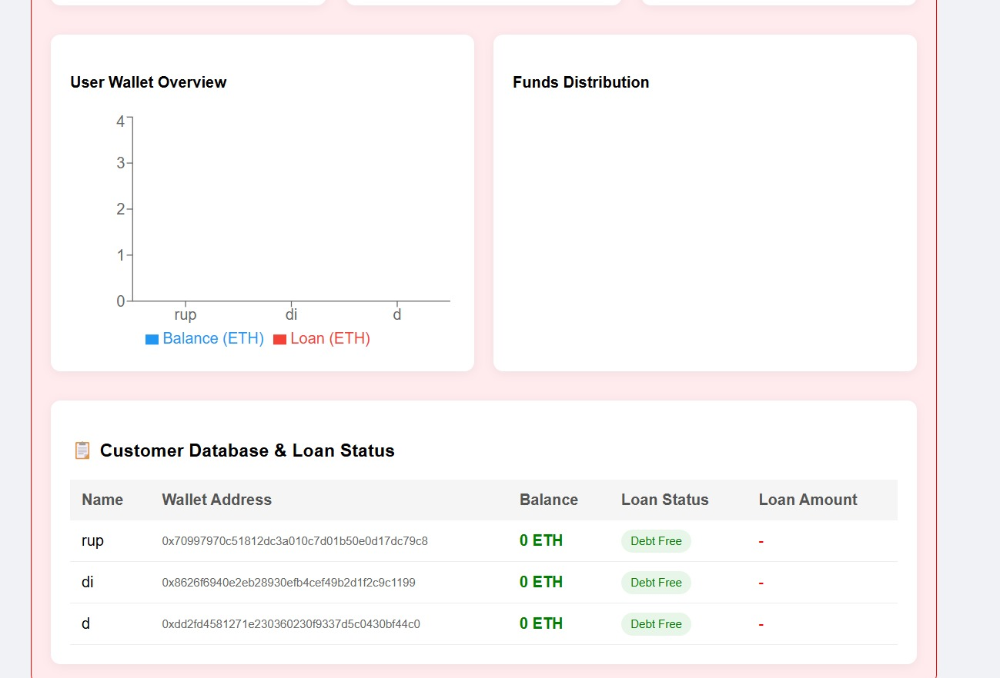 User Wallet Overview
Funds Distribution
4
3
2
1
0
rup di d
Balance (ETH) Loan (ETH)
📋 Customer Database & Loan Status
Name Wallet Address Balance Loan Status Loan Amount
rup 0x70997970c51812dc3a010c7d01b50e0d17dc79c8 0 ETH Debt Free -
di 0x8626f6940e2eb28930efb4cef49b2d1f2c9c1199 0 ETH Debt Free -
d 0xdd2fd4581271e230360230f9337d5c0430bf44c0 0 ETH Debt Free -